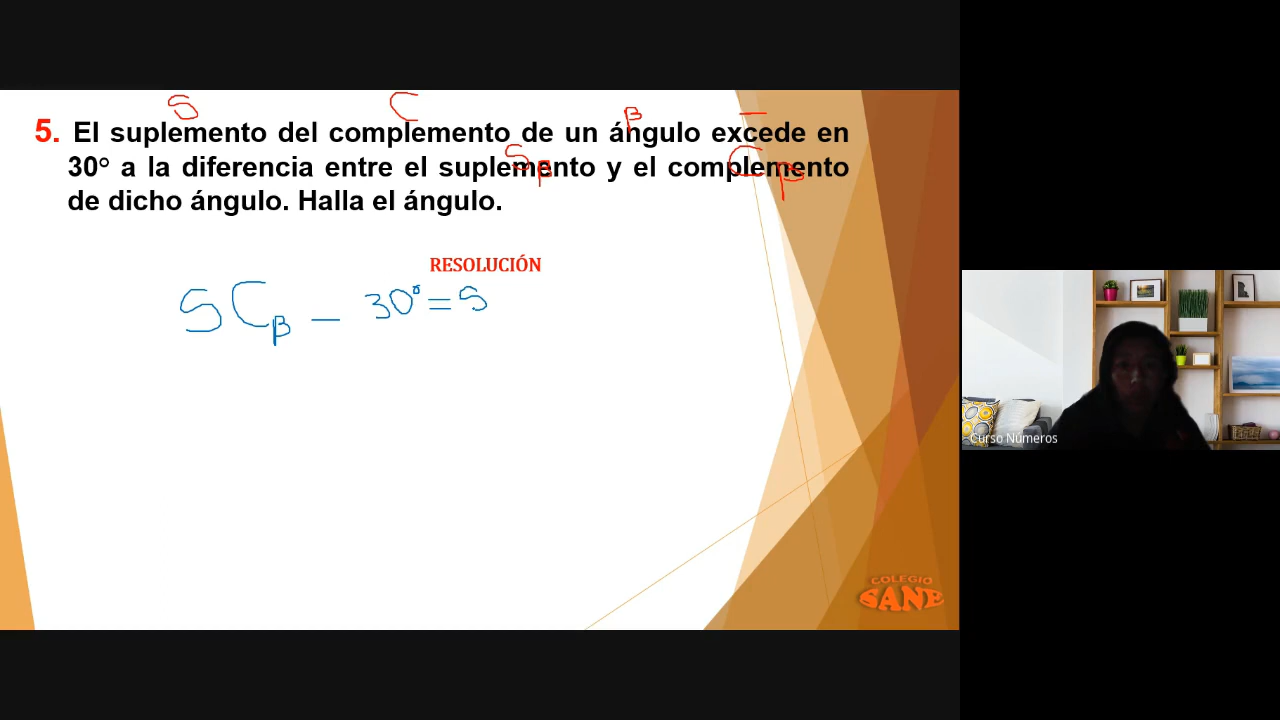 S C β —
5. El suplemento del complemento de un ángulo excede en
S β C β
30° a la diferencia entre el suplemento y el complemento
de dicho ángulo. Halla el ángulo.
RESOLUCIÓN
SCβ — 30° = S
Curso Números
COLEGIO
SANE